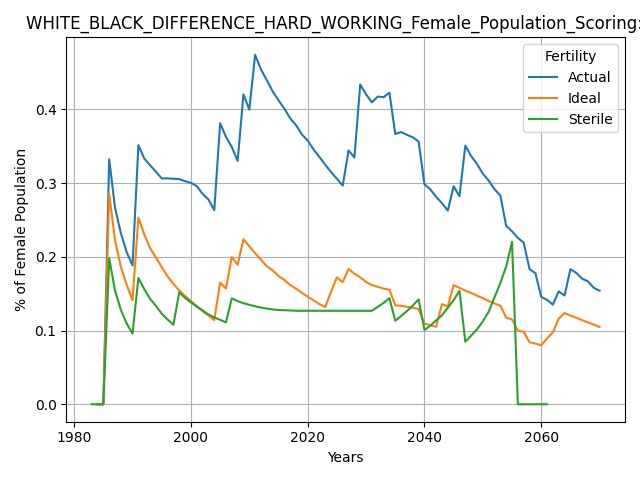 WHITE_BLACK_DIFFERENCE_HARD_WORKING_Female_Population_Scoring:
Fertility
Actual
Ideal
Sterile
% of Female Population
0.4
0.3
0.2
0.1
0.0
1980 2000 2020 2040 2060
Years